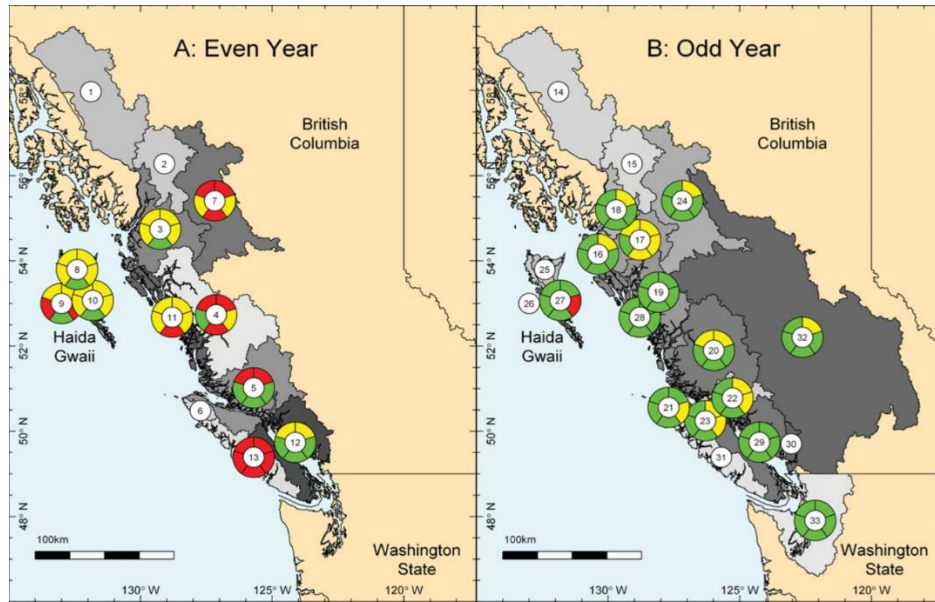 A: Even Year
B: Odd Year
58° N
56° N
54° N
52° N
50° N
48° N
1
2
7
3
8
9
10
11
4
5
6
12
13
British
Columbia
Haida
Gwaii
100km
Washington
State
130° W
125° W
120° W
58° N
56° N
54° N
52° N
50° N
48° N
14
15
18
24
17
16
25
26
27
19
28
20
32
21
22
23
29
30
31
33
British
Columbia
Haida
Gwaii
100km
Washington
State
130° W
125° W
120° W